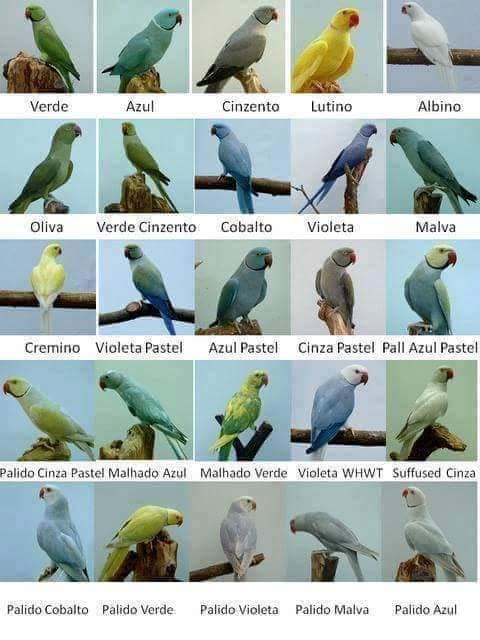 Verde Azul Cinzento Lutino Albino
Oliva Verde Cinzento Cobalto Violeta Malva
Cremino Violeta Pastel Azul Pastel Cinza Pastel Pall Azul Pastel
Palido Cinza Pastel Malhado Azul Malhado Verde Violeta WHWT Suffused Cinza
Palido Cobalto Palido Verde Palido Violeta Palido Malva Palido Azul